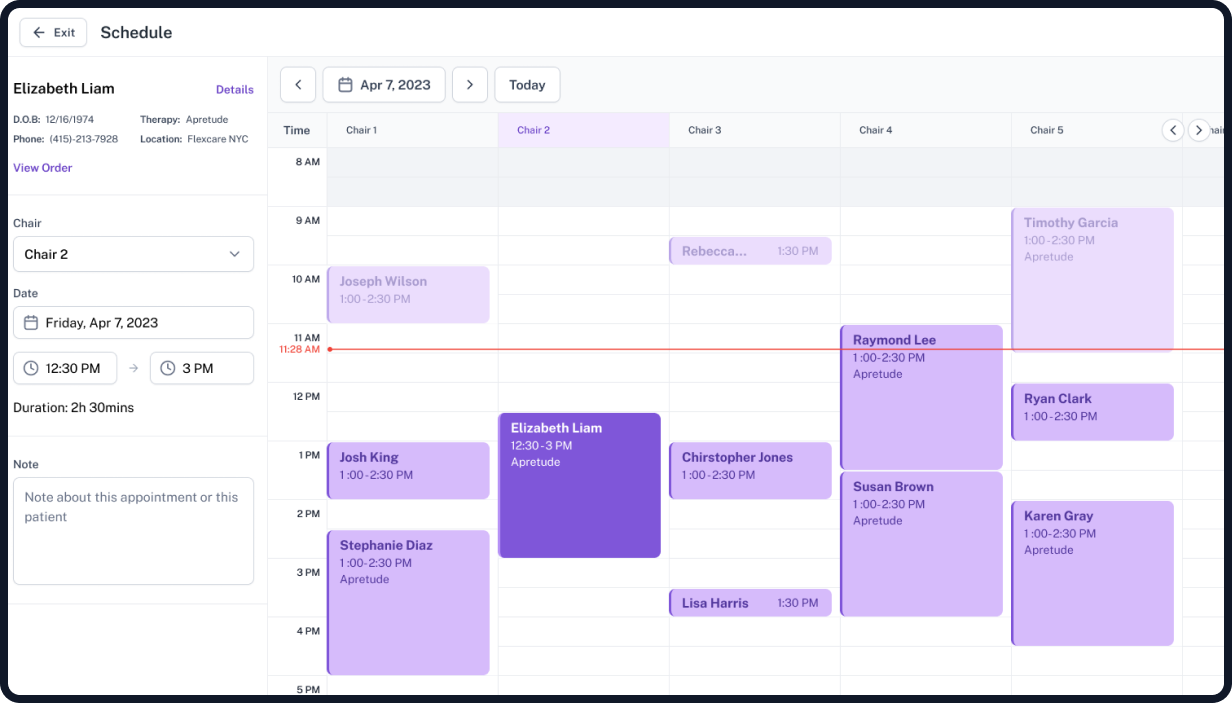 Exit
Schedule
Elizabeth Liam
Details
D.O.B: 12/16/1974
Therapy: Apretude
Phone: (415)-213-7928
Location: Flexcare NYC
View Order
Chair
Chair 2
Date
Friday, Apr 7, 2023
12:30 PM → 3 PM
Duration: 2h 30mins
Note
Note about this appointment or this
patient
Apr 7, 2023
Today
Time
Chair 1
Chair 2
Chair 3
Chair 4
Chair 5
8 AM
9 AM
10 AM
11 AM
11:28 AM
12 PM
1 PM
2 PM
3 PM
4 PM
5 PM
Joseph Wilson
1:00-2:30 PM
Josh King
1:00-2:30 PM
Stephanie Diaz
1:00-2:30 PM
Apretude
Elizabeth Liam
12:30-3 PM
Apretude
Rebecca... 1:30 PM
Chirstopher Jones
1:00-2:30 PM
Lisa Harris 1:30 PM
Raymond Lee
1:00-2:30 PM
Apretude
Susan Brown
1:00-2:30 PM
Apretude
Timothy Garcia
1:00-2:30 PM
Apretude
Ryan Clark
1:00-2:30 PM
Karen Gray
1:00-2:30 PM
Apretude